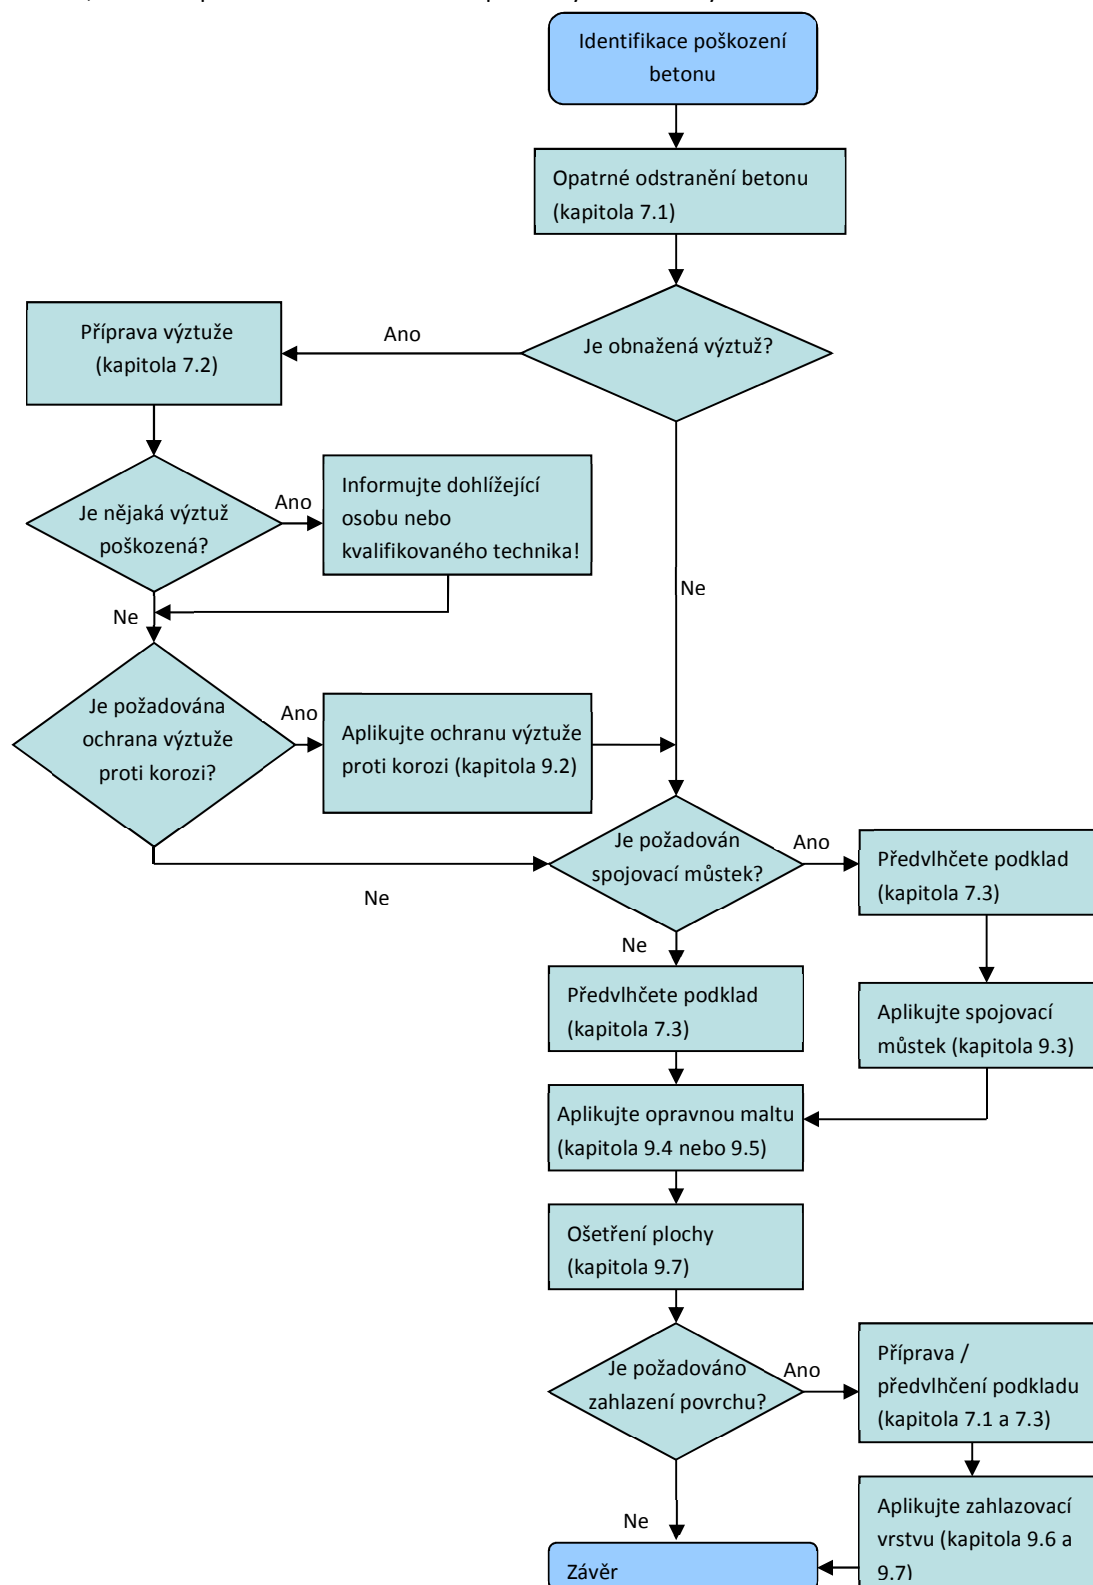 Identifikace poškození
betonu
Opatrné odstranění betonu
(kapitola 7.1)
Je obnažená výztuž?
Ano
Příprava výztuže
(kapitola 7.2)
Je nějaká výztuž
poškozená?
Ano
Informujte dohlížející
osobu nebo
kvalifikovaného technika!
Ne
Ne
Je požadována
ochrana výztuže
proti korozi?
Ano
Aplikujte ochranu výztuže
proti korozi (kapitola 9.2)
Ne
Je požadován
spojovací můstek?
Ano
Předvlhčete podklad
(kapitola 7.3)
Ne
Předvlhčete podklad
(kapitola 7.3)
Aplikujte spojovací
můstek (kapitola 9.3)
Aplikujte opravnou maltu
(kapitola 9.4 nebo 9.5)
Ošetření plochy
(kapitola 9.7)
Je požadováno
zahlazení povrchu?
Ano
Příprava /
předvlhčení podkladu
(kapitola 7.1 a 7.3)
Ne
Aplikujte zahlazovací
vrstvu (kapitola 9.6 a
9.7)
Závěr